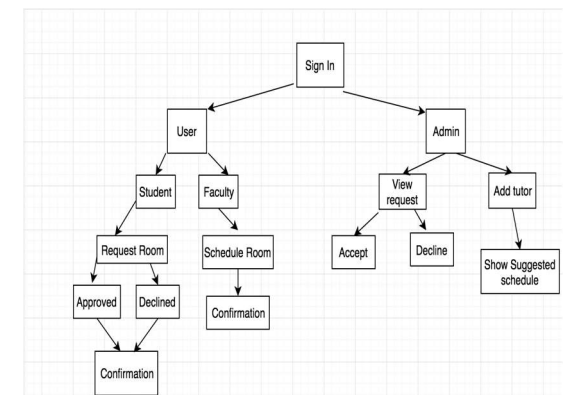 Sign In
User
Admin
Student
Faculty
View
request
Add tutor
Request Room
Schedule Room
Accept
Decline
Show Suggested
schedule
Approved
Declined
Confirmation
Confirmation